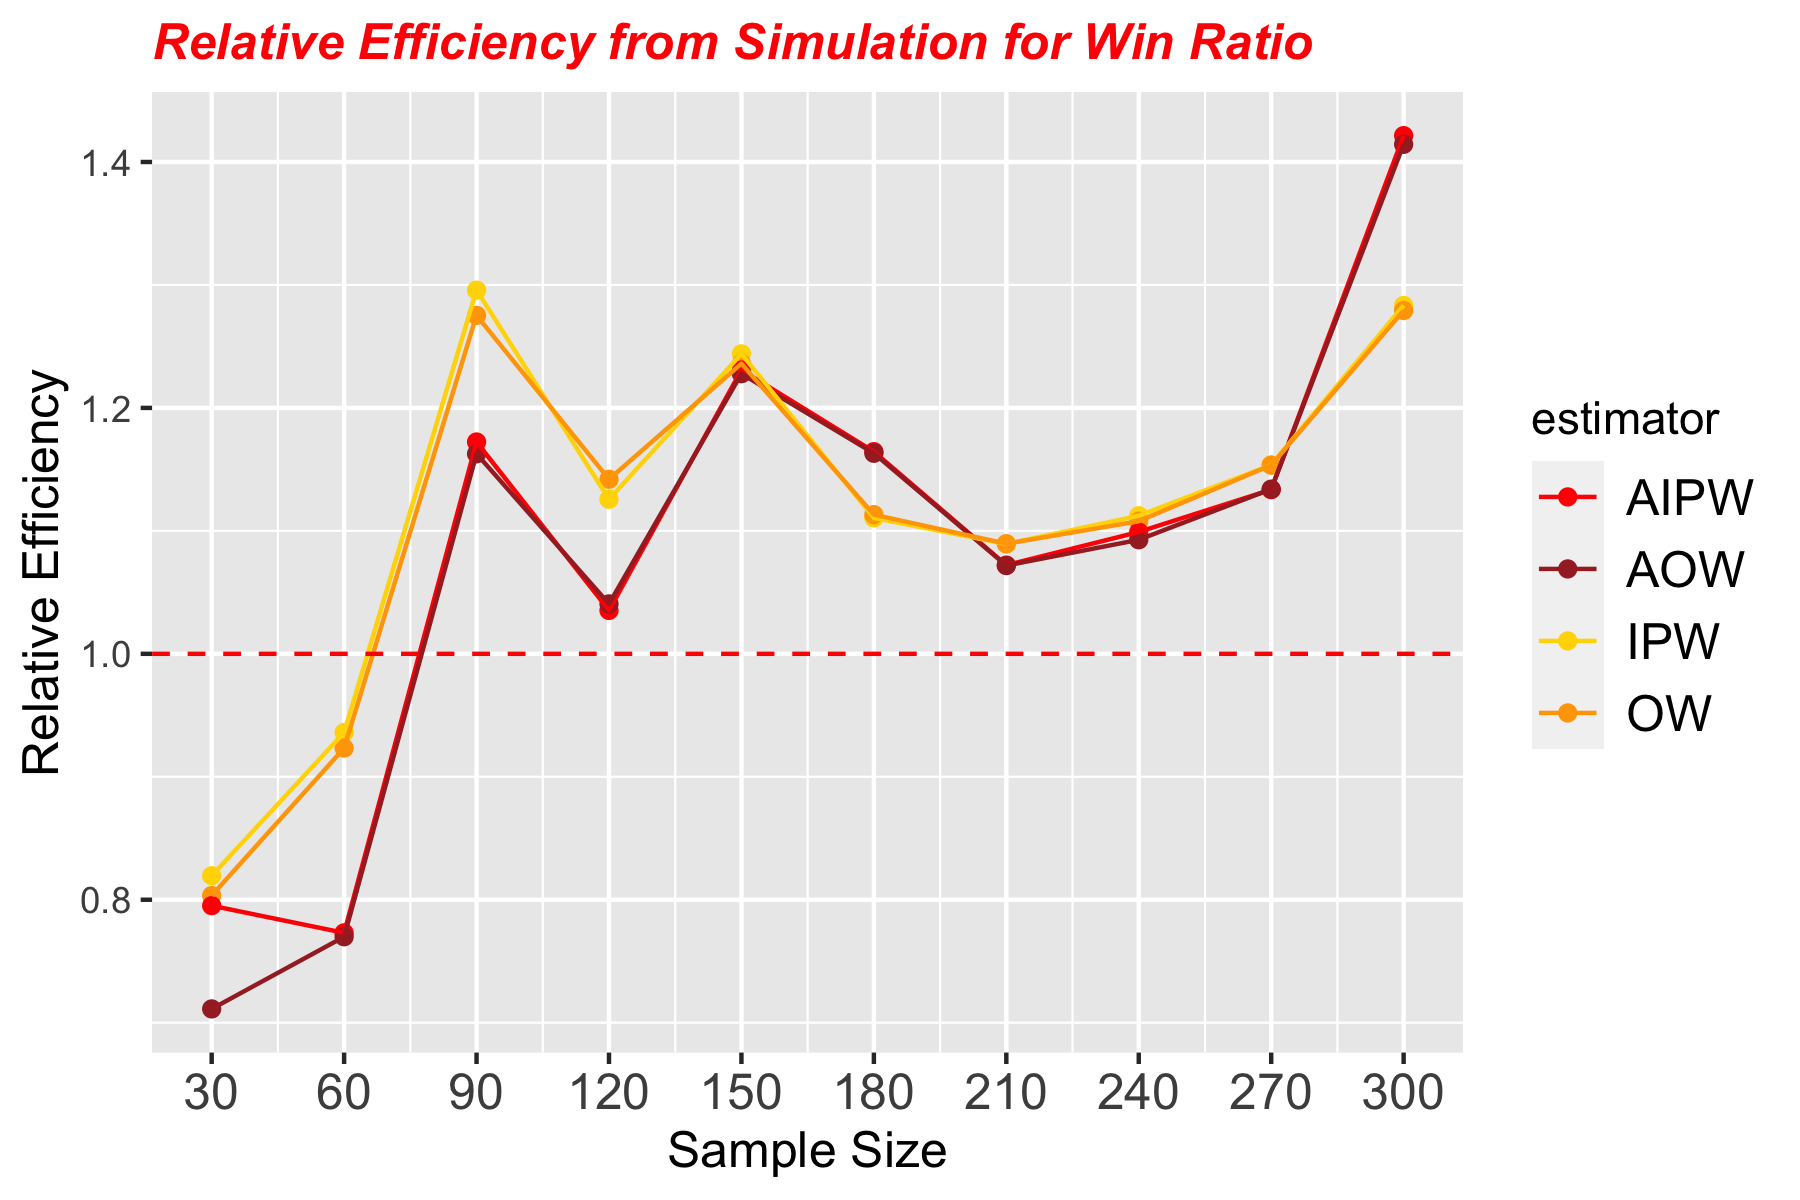 Relative Efficiency from Simulation for Win Ratio
Relative Efficiency
1.4
1.2
1.0
0.8
30 60 90 120 150 180 210 240 270 300
Sample Size
estimator
AIPW
AOW
IPW
OW